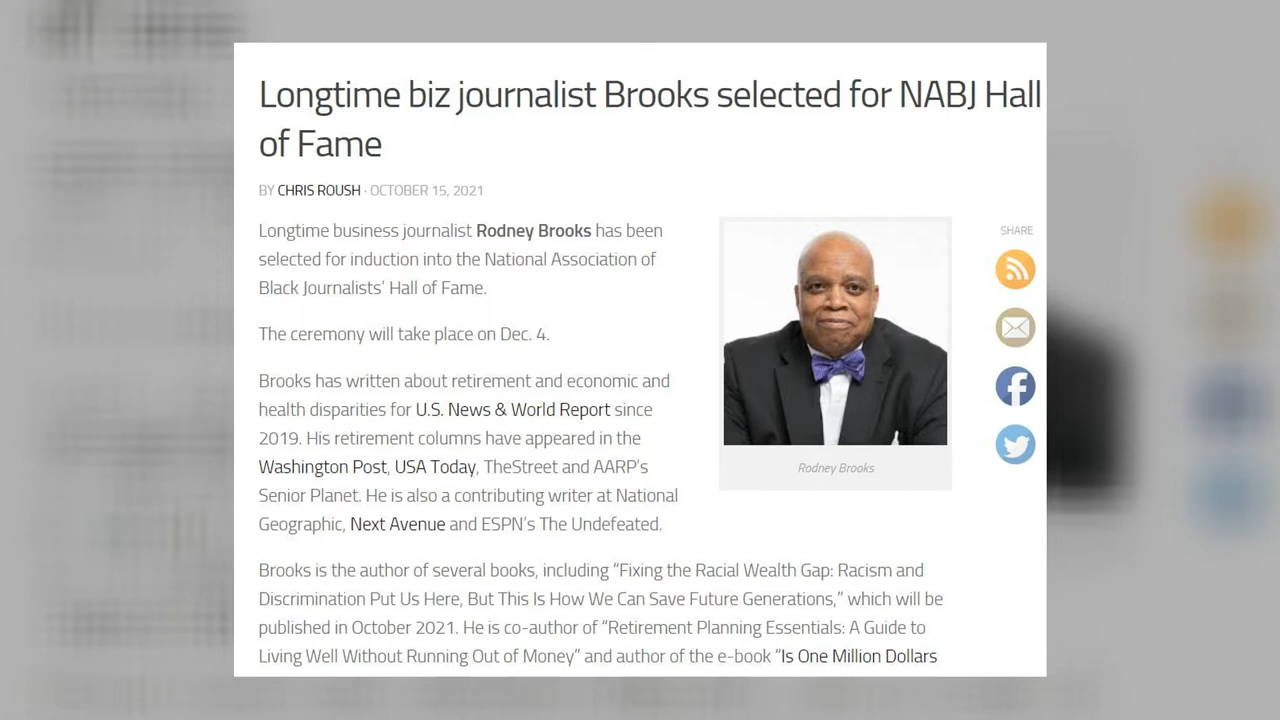 Longtime biz journalist Brooks selected for NABJ Hall
of Fame
BY CHRIS ROUSH · OCTOBER 15, 2021
Longtime business journalist Rodney Brooks has been
selected for induction into the National Association of
Black Journalists’ Hall of Fame.
The ceremony will take place on Dec. 4.
Brooks has written about retirement and economic and
health disparities for U.S. News & World Report since
2019. His retirement columns have appeared in the
Washington Post, USA Today, TheStreet and AARP’s
Senior Planet. He is also a contributing writer at National
Geographic, Next Avenue and ESPN’s The Undefeated.
Rodney Brooks
SHARE
Brooks is the author of several books, including “Fixing the Racial Wealth Gap: Racism and
Discrimination Put Us Here, But This Is How We Can Save Future Generations,” which will be
published in October 2021. He is co-author of “Retirement Planning Essentials: A Guide to
Living Well Without Running Out of Money” and author of the e-book “Is One Million Dollars